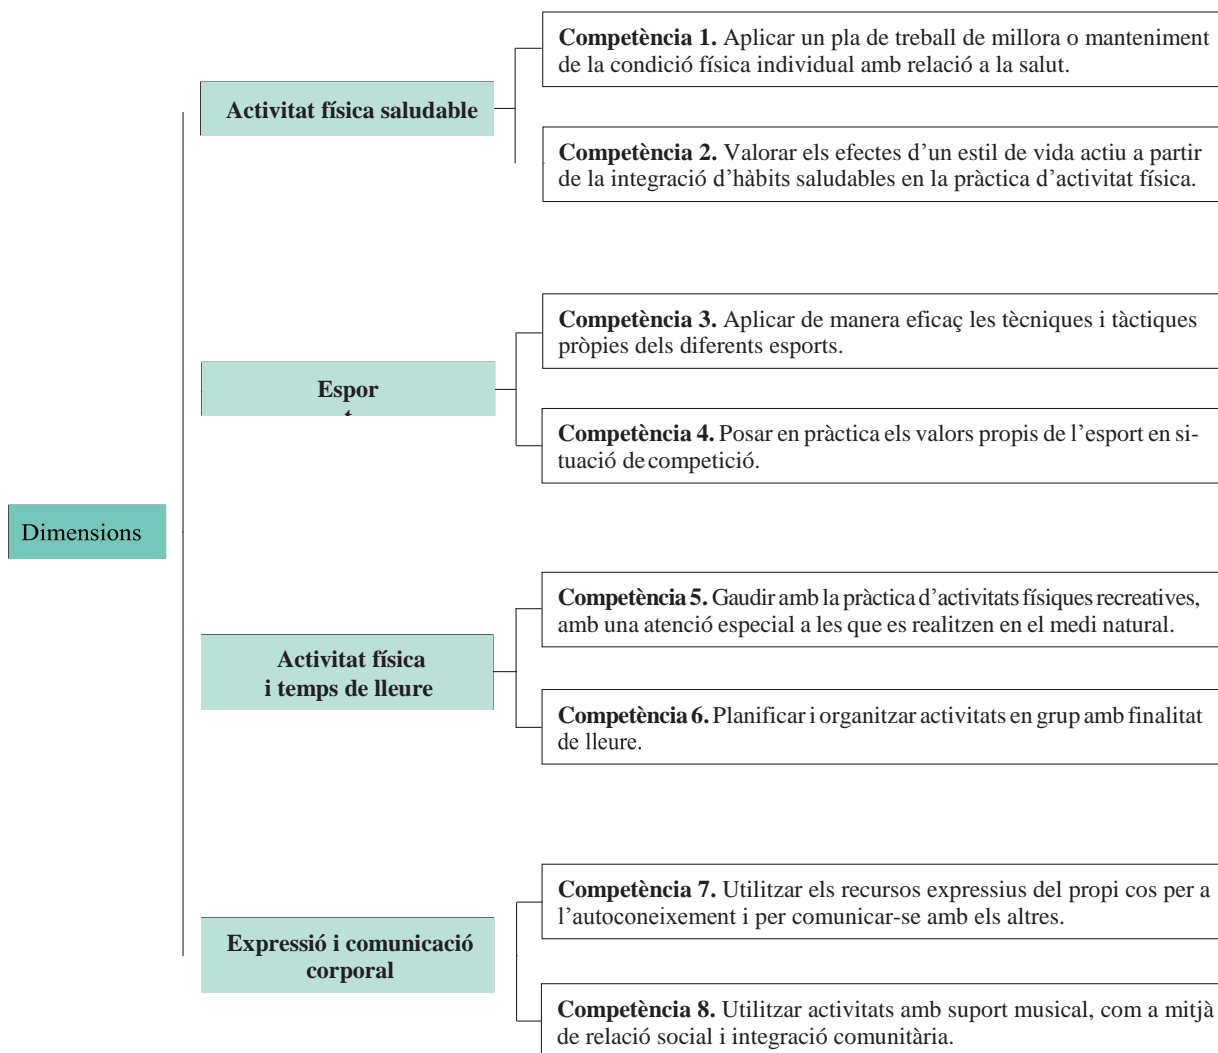 Competència 1. Aplicar un pla de treball de millora o manteniment
de la condició física individual amb relació a la salut.
Activitat física saludable
Competència 2. Valorar els efectes d’un estil de vida actiu a partir
de la integració d’hàbits saludables en la pràctica d’activitat física.
Competència 3. Aplicar de manera eficaç les tècniques i tàctiques
pròpies dels diferents esports.
Espor
t
Competència 4. Posar en pràctica els valors propis de l’esport en si-
tuació de competició.
Dimensions
Competència 5. Gaudir amb la pràctica d’activitats físiques recreatives,
amb una atenció especial a les que es realitzen en el medi natural.
Activitat física
i temps de lleure
Competència 6. Planificar i organitzar activitats en grup amb finalitat
de lleure.
Competència 7. Utilitzar els recursos expressius del propi cos per a
l’autoconeixement i per comunicar-se amb els altres.
Expressió i comunicació
corporal
Competència 8. Utilitzar activitats amb suport musical, com a mitjà
de relació social i integració comunitària.